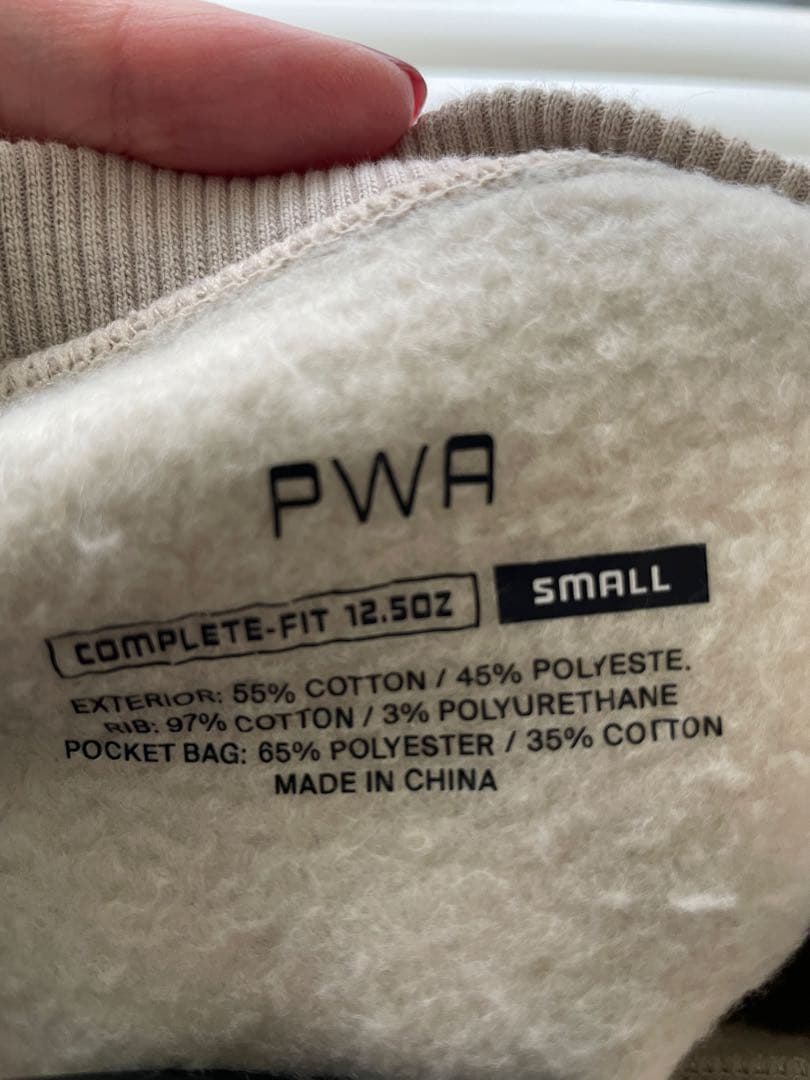 PWA
COMPLETE-FIT 12.5OZ SMALL
EXTERIOR: 55% COTTON / 45% POLYESTE.
RIB: 97% COTTON / 3% POLYURETHANE
POCKET BAG: 65% POLYESTER / 35% COTTON
MADE IN CHINA